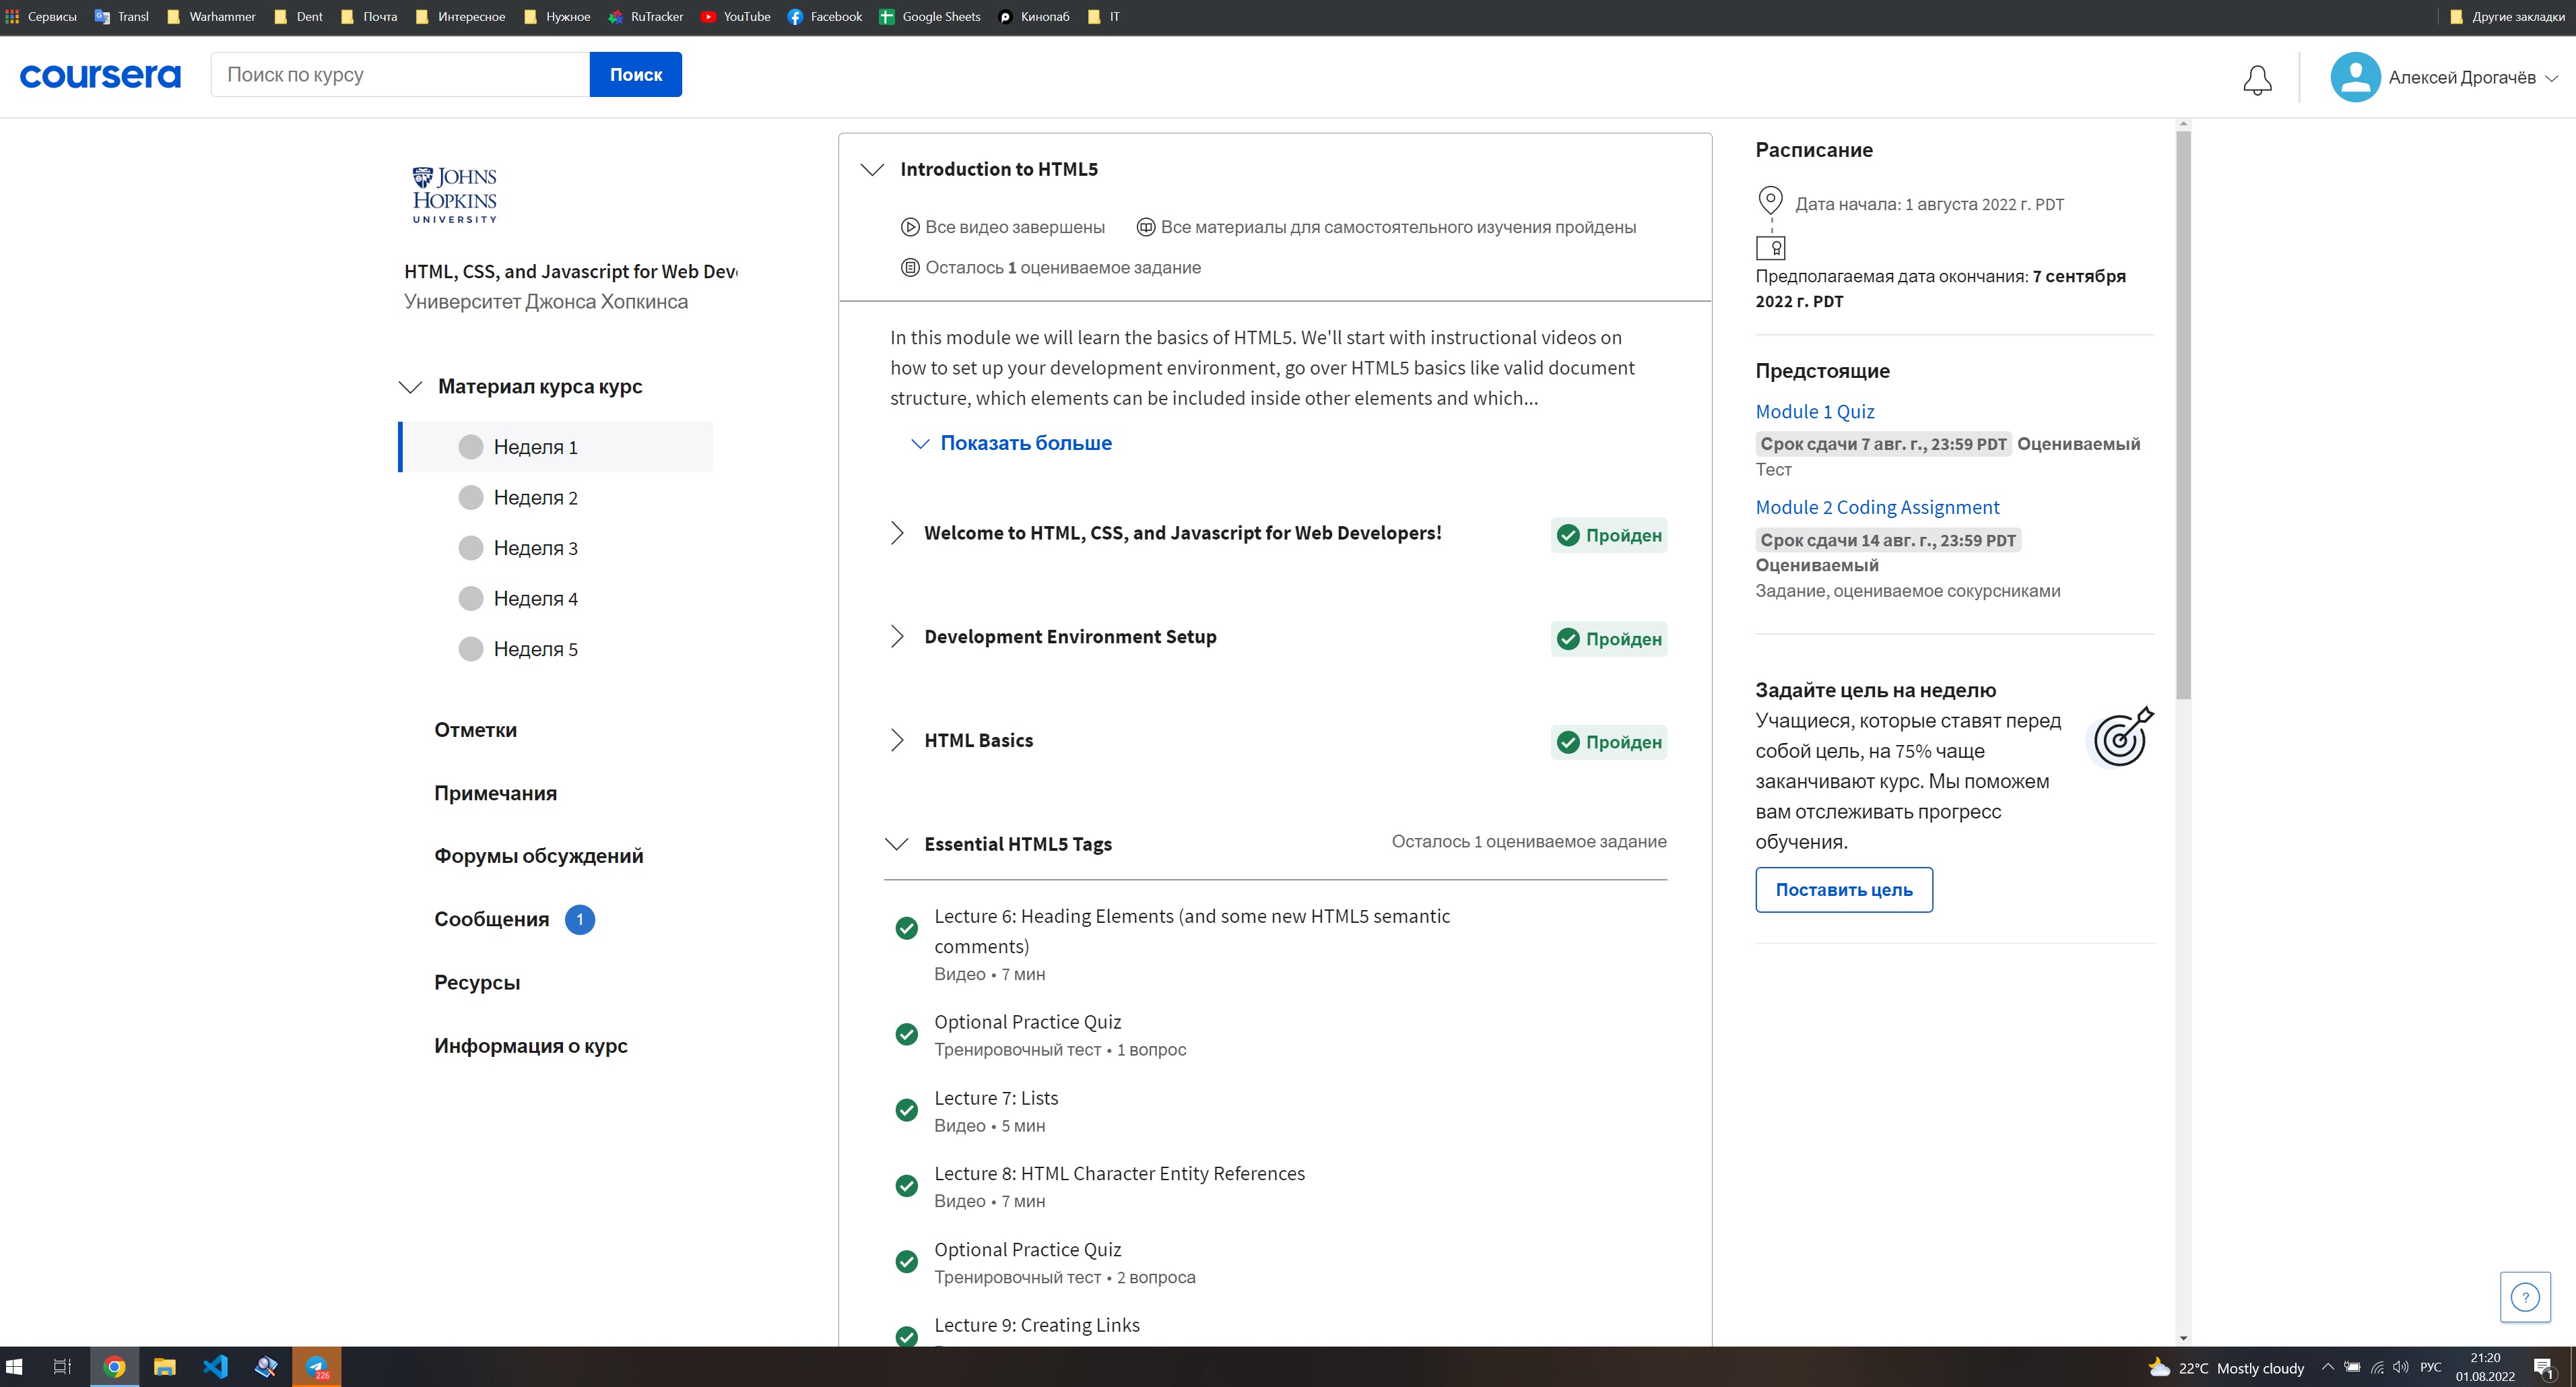 Сервисы Transl Warhammer Dent Почта Интересное Нужное RuTracker YouTube Facebook Google Sheets Кинопаб IT Другие закладки
coursera Поиск по курсу Поиск Алексей Дрогачёв
JOHNS
HOPKINS
UNIVERSITY
HTML, CSS, and Javascript for Web Dev
Университет Джонса Хопкинса
Материал курса курс
Неделя 1
Неделя 2
Неделя 3
Неделя 4
Неделя 5
Отметки
Примечания
Форумы обсуждений
Сообщения 1
Ресурсы
Информация о курс
Introduction to HTML5
Все видео завершены Все материалы для самостоятельного изучения пройдены
Осталось 1 оцениваемое задание
In this module we will learn the basics of HTML5. We'll start with instructional videos on
how to set up your development environment, go over HTML5 basics like valid document
structure, which elements can be included inside other elements and which...
Показать больше
Welcome to HTML, CSS, and Javascript for Web Developers! Пройден
Development Environment Setup Пройден
HTML Basics Пройден
Essential HTML5 Tags Осталось 1 оцениваемое задание
Lecture 6: Heading Elements (and some new HTML5 semantic
comments)
Видео • 7 мин
Optional Practice Quiz
Тренировочный тест • 1 вопрос
Lecture 7: Lists
Видео • 5 мин
Lecture 8: HTML Character Entity References
Видео • 7 мин
Optional Practice Quiz
Тренировочный тест • 2 вопроса
Lecture 9: Creating Links
Расписание
Дата начала: 1 августа 2022 г. PDT
Предполагаемая дата окончания: 7 сентября
2022 г. PDT
Предстоящие
Module 1 Quiz
Срок сдачи 7 авг. г., 23:59 PDT Оцениваемый
Тест
Module 2 Coding Assignment
Срок сдачи 14 авг. г., 23:59 PDT
Оцениваемый
Задание, оцениваемое сокурсниками
Задайте цель на неделю
Учащиеся, которые ставят перед
собой цель, на 75% чаще
заканчивают курс. Мы поможем
вам отслеживать прогресс
обучения.
Поставить цель
?
226
22°C Mostly cloudy РУС 21:20
01.08.2022 1